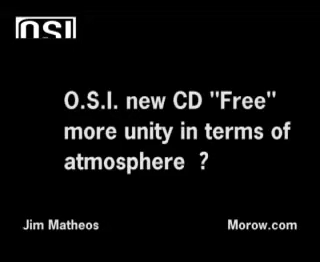 OSI
O.S.I. new CD "Free"
more unity in terms of
atmosphere ?
Jim Matheos
Morow.com